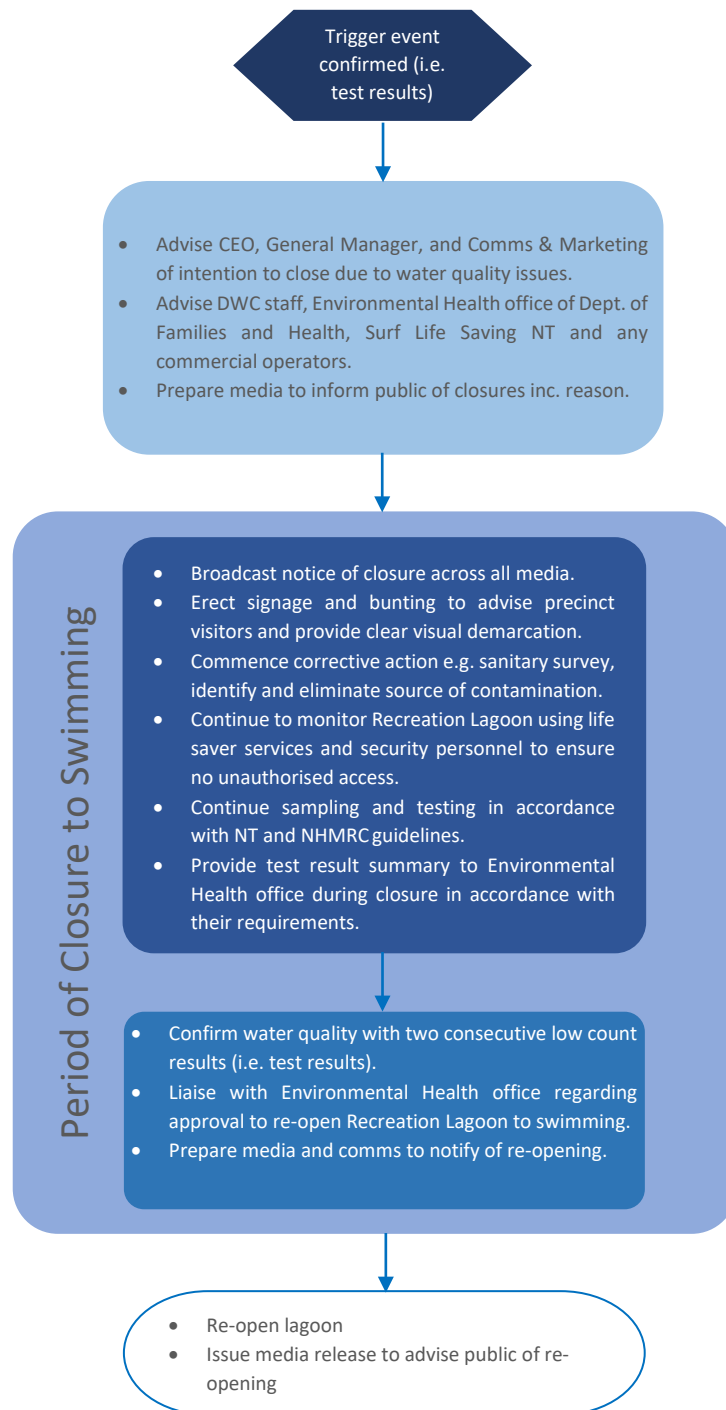 Trigger event
confirmed (i.e.
test results)
• Advise CEO, General Manager, and Comms & Marketing
of intention to close due to water quality issues.
• Advise DWC staff, Environmental Health office of Dept. of
Families and Health, Surf Life Saving NT and any
commercial operators.
• Prepare media to inform public of closures inc. reason.
Period of Closure to Swimming
• Broadcast notice of closure across all media.
• Erect signage and bunting to advise precinct
visitors and provide clear visual demarcation.
• Commence corrective action e.g. sanitary survey,
identify and eliminate source of contamination.
• Continue to monitor Recreation Lagoon using life
saver services and security personnel to ensure
no unauthorised access.
• Continue sampling and testing in accordance
with NT and NHMRC guidelines.
• Provide test result summary to Environmental
Health office during closure in accordance with
their requirements.
• Confirm water quality with two consecutive low count
results (i.e. test results).
• Liaise with Environmental Health office regarding
approval to re-open Recreation Lagoon to swimming.
• Prepare media and comms to notify of re-opening.
• Re-open lagoon
• Issue media release to advise public of re-
opening